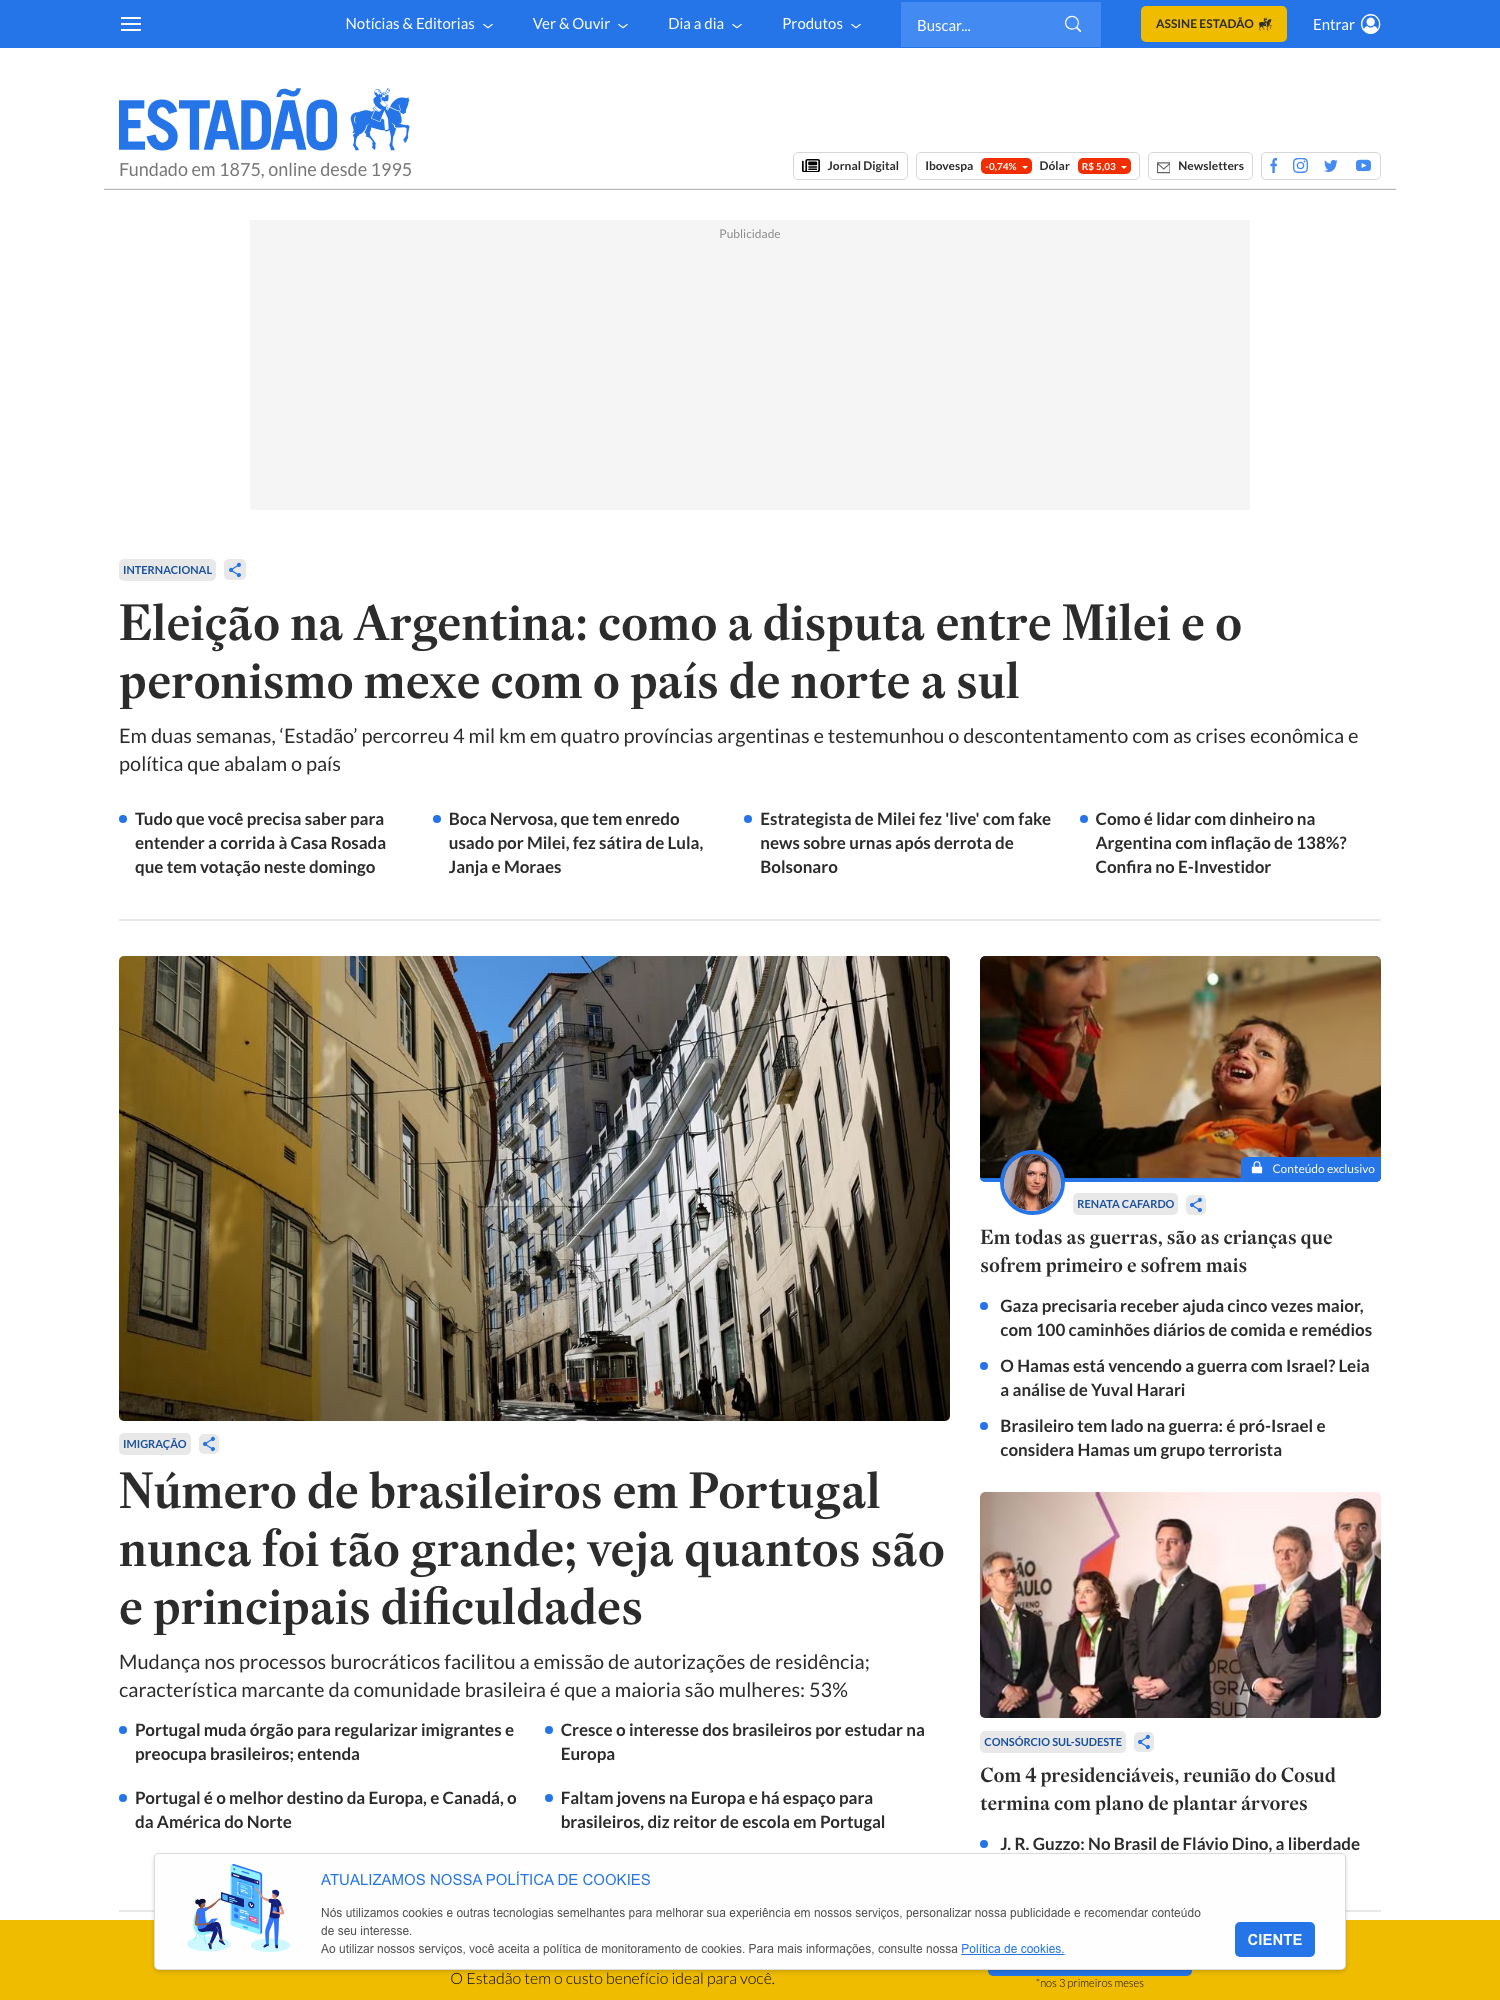 Notícias & Editorias
Ver & Ouvir
Dia a dia
Produtos
Buscar...
ASSINE ESTADÃO
Entrar
ESTADÃO
Fundado em 1875, online desde 1995
Jornal Digital
Ibovespa -0,74% Dólar R$ 5,03
Newsletters
Publicidade
INTERNACIONAL
Eleição na Argentina: como a disputa entre Milei e o
peronismo mexe com o país de norte a sul
Em duas semanas, ‘Estadão’ percorreu 4 mil km em quatro províncias argentinas e testemunhou o descontentamento com as crises econômica e
política que abalam o país
Tudo que você precisa saber para
entender a corrida à Casa Rosada
que tem votação neste domingo
Boca Nervosa, que tem enredo
usado por Milei, fez sátira de Lula,
Janja e Moraes
Estrategista de Milei fez 'live' com fake
news sobre urnas após derrota de
Bolsonaro
Como é lidar com dinheiro na
Argentina com inflação de 138%?
Confira no E-Investidor
IMIGRAÇÃO
Número de brasileiros em Portugal
nunca foi tão grande; veja quantos são
e principais dificuldades
Mudança nos processos burocráticos facilitou a emissão de autorizações de residência;
característica marcante da comunidade brasileira é que a maioria são mulheres: 53%
Portugal muda órgão para regularizar imigrantes e
preocupa brasileiros; entenda
Cresce o interesse dos brasileiros por estudar na
Europa
Portugal é o melhor destino da Europa, e Canadá, o
da América do Norte
Faltam jovens na Europa e há espaço para
brasileiros, diz reitor de escola em Portugal
Conteúdo exclusivo
RENATA CAFARDO
Em todas as guerras, são as crianças que
sofrem primeiro e sofrem mais
Gaza precisaria receber ajuda cinco vezes maior,
com 100 caminhões diários de comida e remédios
O Hamas está vencendo a guerra com Israel? Leia
a análise de Yuval Harari
Brasileiro tem lado na guerra: é pró-Israel e
considera Hamas um grupo terrorista
ÃO
AULO
CONSÓRCIO SUL-SUDESTE
Com 4 presidenciáveis, reunião do Cosud
termina com plano de plantar árvores
J. R. Guzzo: No Brasil de Flávio Dino, a liberdade
ATUALIZAMOS NOSSA POLÍTICA DE COOKIES
Nós utilizamos cookies e outras tecnologias semelhantes para melhorar sua experiência em nossos serviços, personalizar nossa publicidade e recomendar conteúdo
de seu interesse.
Ao utilizar nossos serviços, você aceita a política de monitoramento de cookies. Para mais informações, consulte nossa Política de cookies.
CIENTE
O Estadão tem o custo benefício ideal para você.
*nos 3 primeiros meses